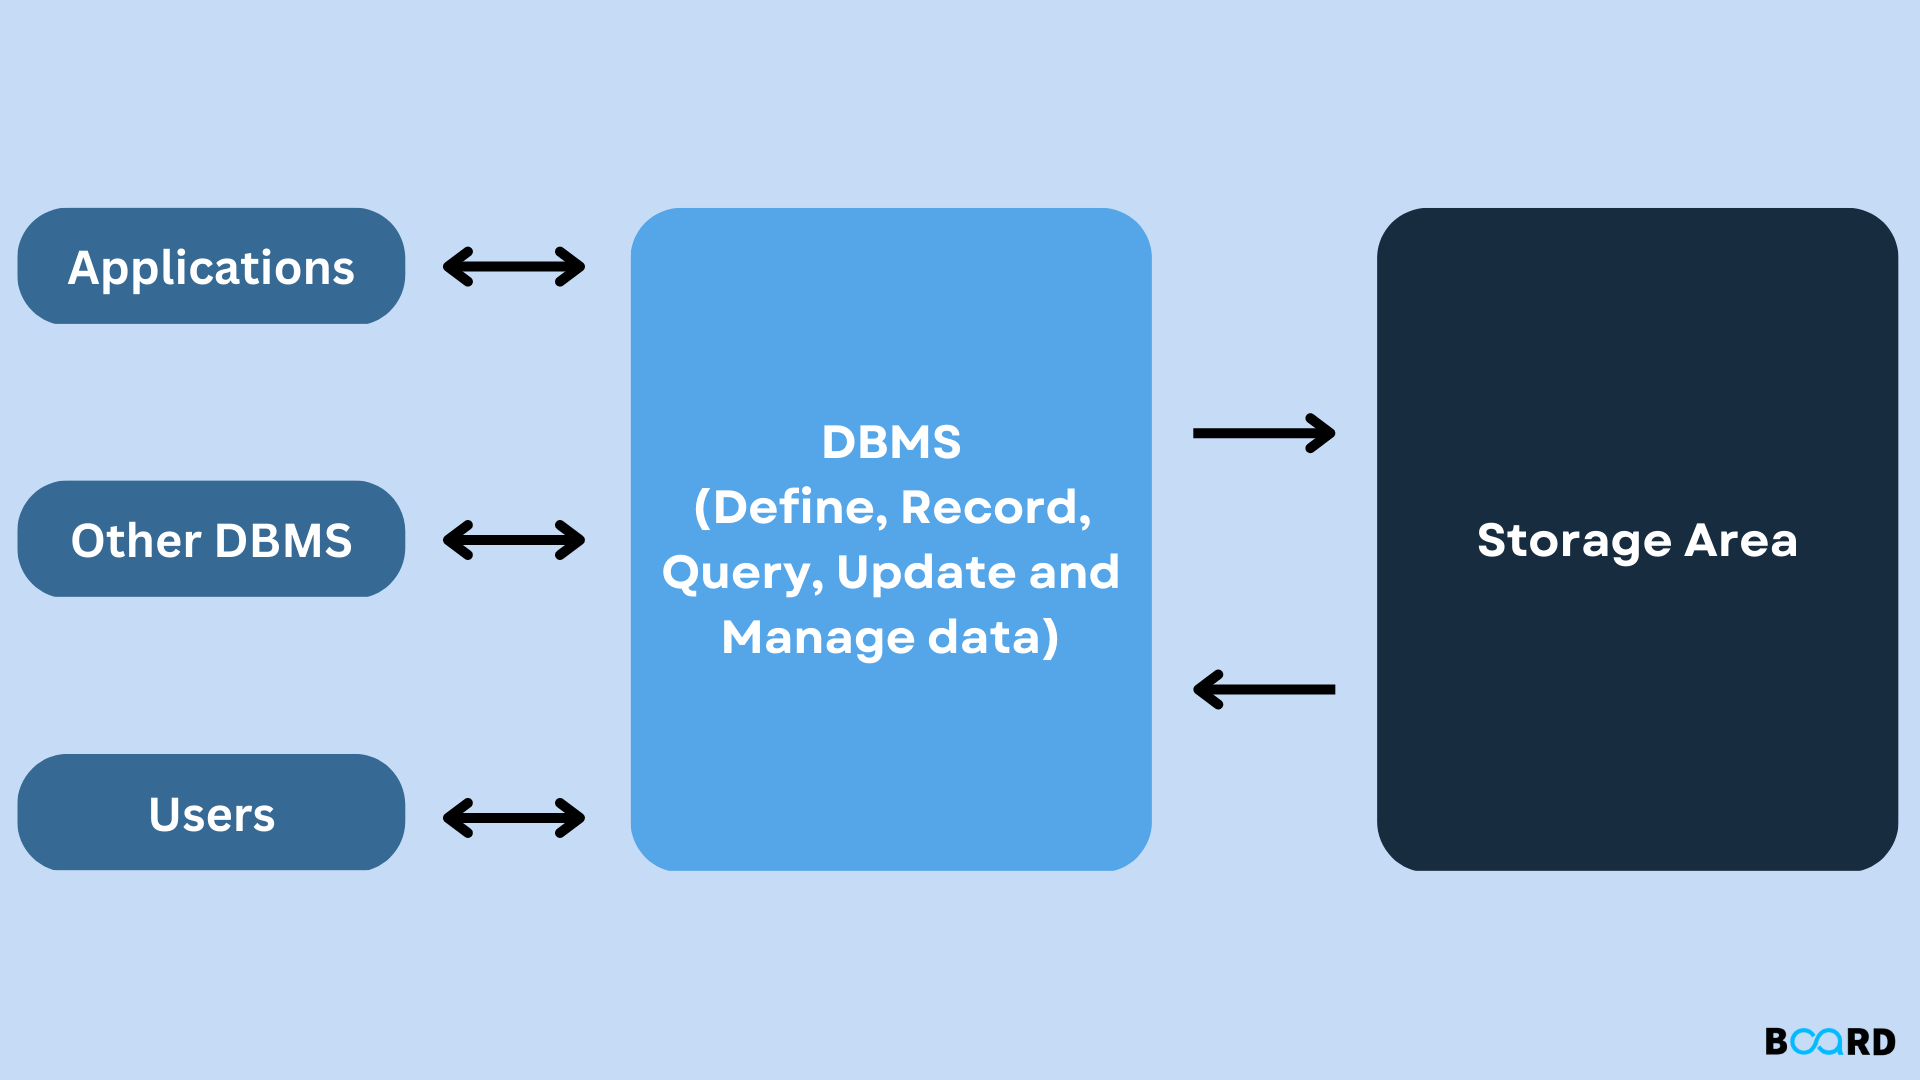 Applications
Other DBMS
Users
DBMS
(Define, Record,
Query, Update and
Manage data)
Storage Area
BOARD